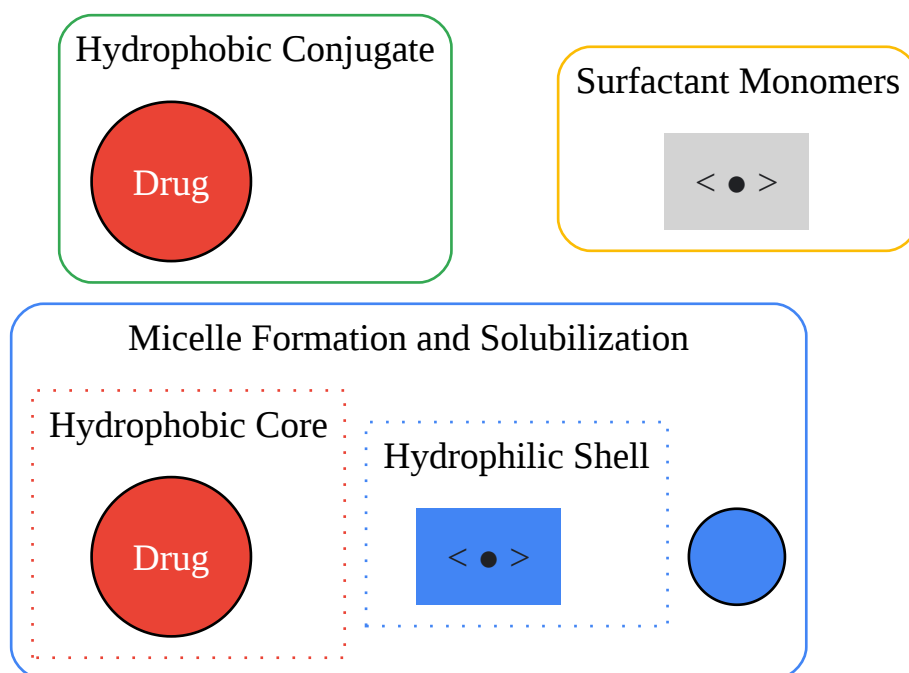 Hydrophobic Conjugate
Drug
Surfactant Monomers
< ● >
Micelle Formation and Solubilization
Hydrophobic Core
Drug
Hydrophilic Shell
< ● >